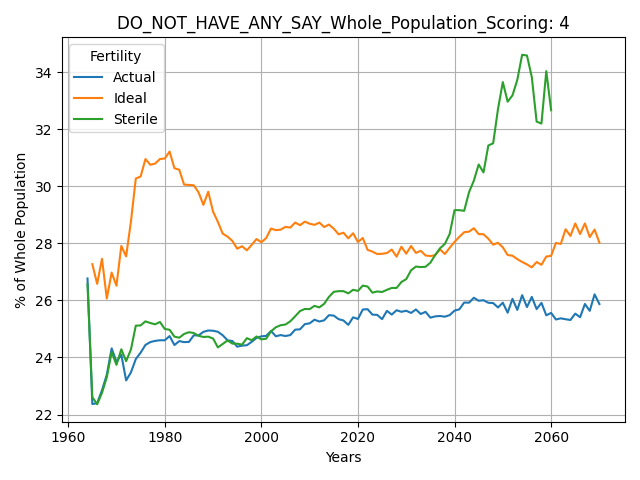 DO_NOT_HAVE_ANY_SAY_Whole_Population_Scoring: 4
Fertility
Actual
Ideal
Sterile
% of Whole Population
34
32
30
28
26
24
22
1960
1980
2000
2020
2040
2060
Years